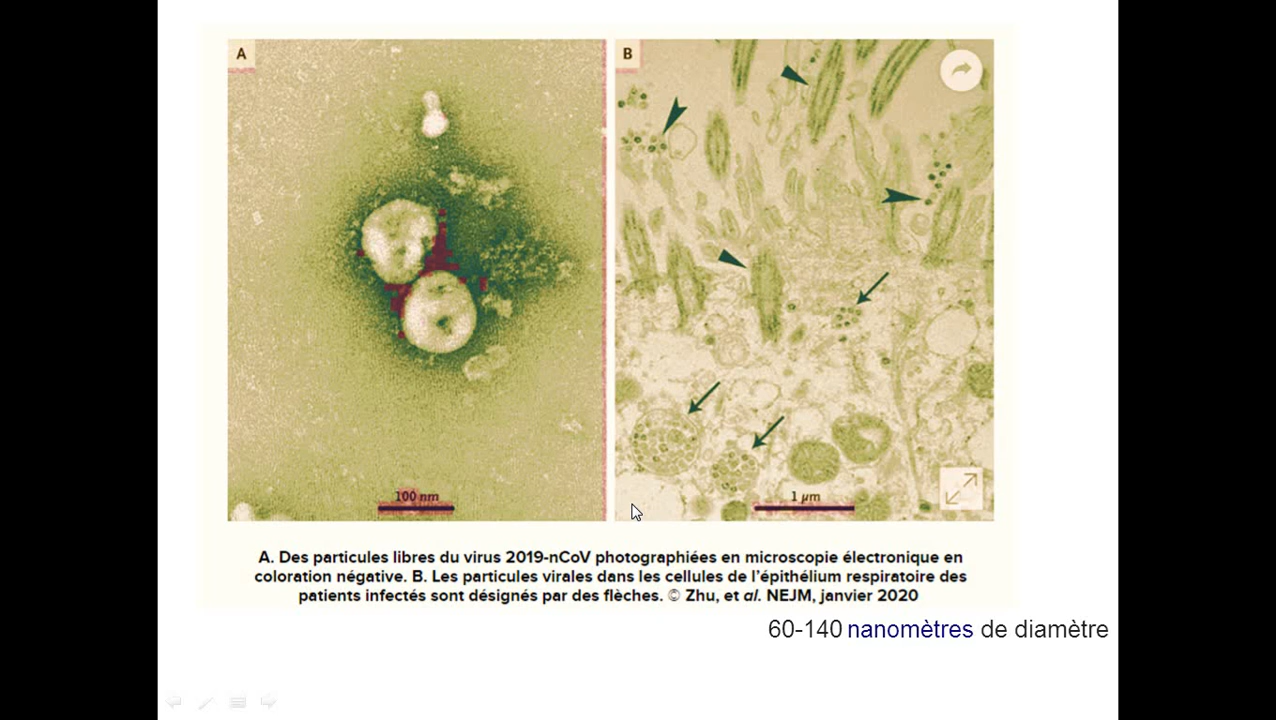 A
B
100 nm
1 µm
A. Des particules libres du virus 2019-nCoV photographiées en microscopie électronique en
coloration négative. B. Les particules virales dans les cellules de l'épithélium respiratoire des
patients infectés sont désignés par des flèches. © Zhu, et al. NEJM, janvier 2020
60-140 nanomètres de diamètre